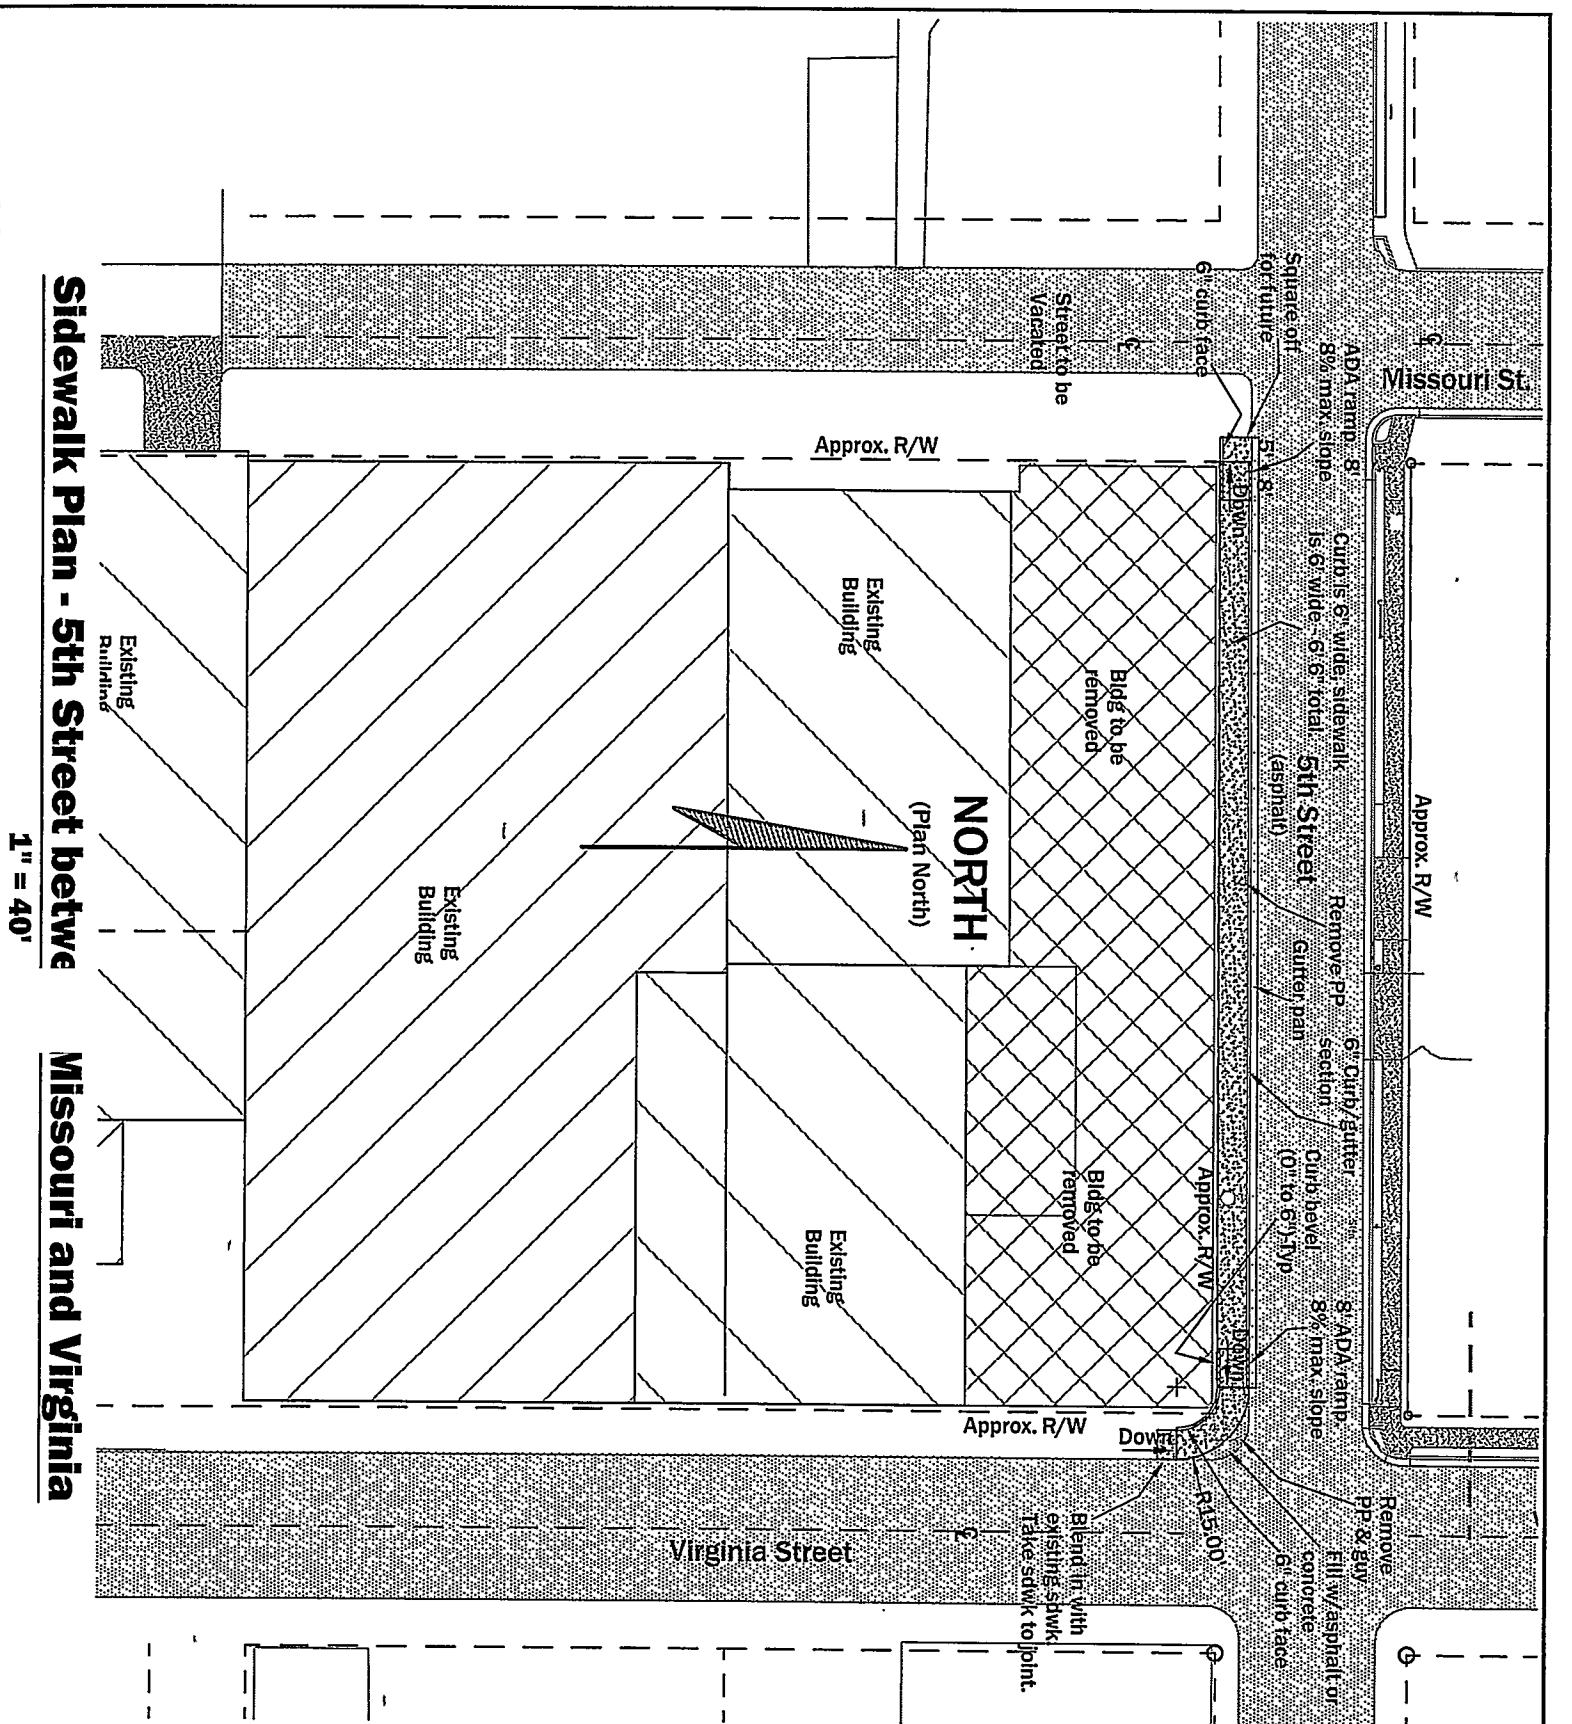 Missouri St.
Square off
for future
6" curb face
ADA ramp 8'
8% max. slope
Street to be
Vacated
5'
8'
Down
Approx. R/W
Curb is 6" wide, sidewalk
is 6' wide - 6' 6" total.
5th Street
(asphalt)
Approx. R/W
Remove PP
Gutter pan
6" Curb/gutter
section
Curb bevel
(0" to 6")-Typ
8' ADA ramp,
8% max. slope
Down
Remove
PP & guy
Fill w/asphalt or
concrete
6" curb face
R1500'
Blend in with
existing sdwk.
Take sdwk to joint.
Down
Approx. R/W
Approx. R/W
Bldg to be
removed
Bldg to be
removed
NORTH
(Plan North)
Existing
Building
Existing
Building
Existing
Building
Existing
Building
Virginia Street
Sidewalk Plan - 5th Street betwe Missouri and Virginia
1" = 40'